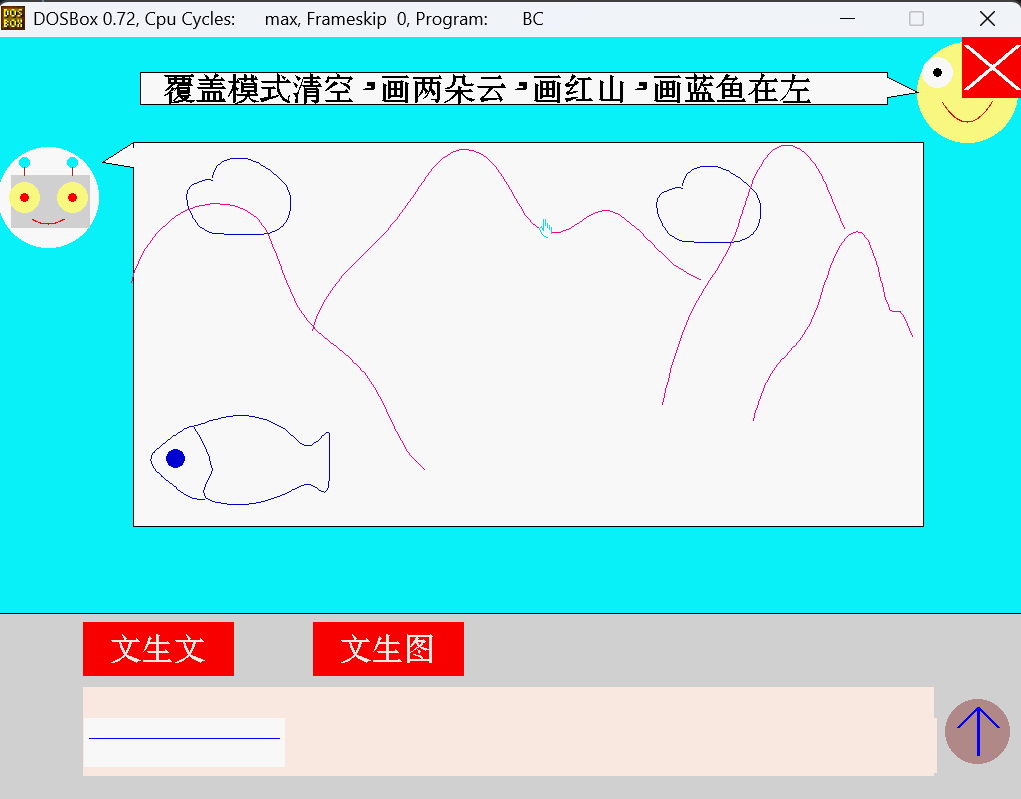 DOSBox 0.72, Cpu Cycles: max, Frameskip 0, Program: BC
覆盖模式清空，画两朵云，画红山，画蓝鱼在左
文生文 文生图